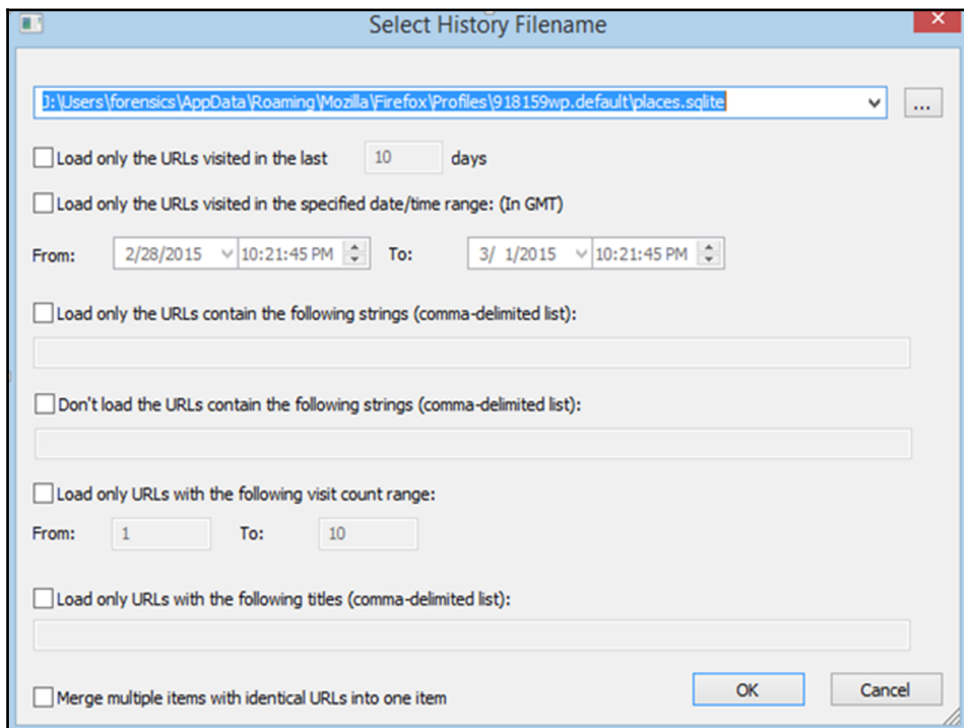 Select History Filename
J:\Users\forensics\AppData\Roaming\Mozilla\Firefox\Profiles\918159wp.default\places.sqlite ...
Load only the URLs visited in the last 10 days
Load only the URLs visited in the specified date/time range: (In GMT)
From: 2/28/2015 10:21:45 PM To: 3/ 1/2015 10:21:45 PM
Load only the URLs contain the following strings (comma-delimited list):
Don't load the URLs contain the following strings (comma-delimited list):
Load only URLs with the following visit count range:
From: 1 To: 10
Load only URLs with the following titles (comma-delimited list):
Merge multiple items with identical URLs into one item OK Cancel